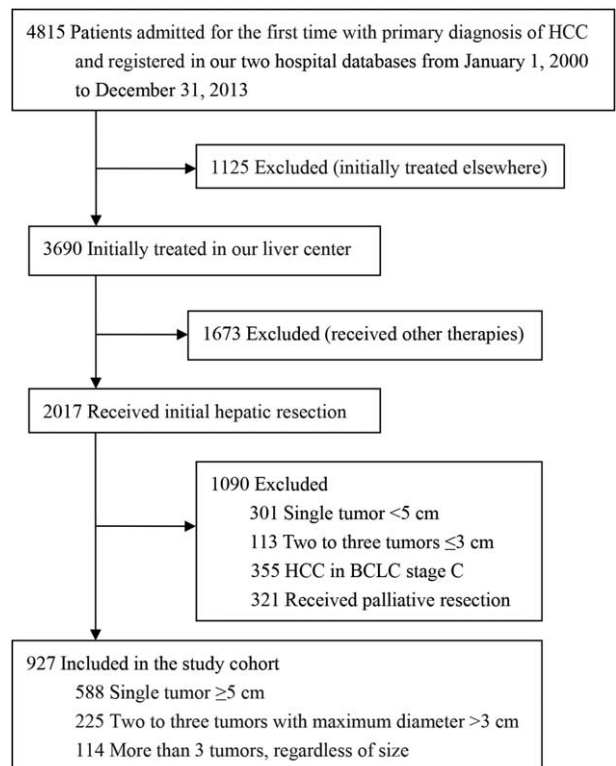 4815 Patients admitted for the first time with primary diagnosis of HCC
and registered in our two hospital databases from January 1, 2000
to December 31, 2013
1125 Excluded (initially treated elsewhere)
3690 Initially treated in our liver center
1673 Excluded (received other therapies)
2017 Received initial hepatic resection
1090 Excluded
301 Single tumor <5 cm
113 Two to three tumors ≤3 cm
355 HCC in BCLC stage C
321 Received palliative resection
927 Included in the study cohort
588 Single tumor ≥5 cm
225 Two to three tumors with maximum diameter >3 cm
114 More than 3 tumors, regardless of size